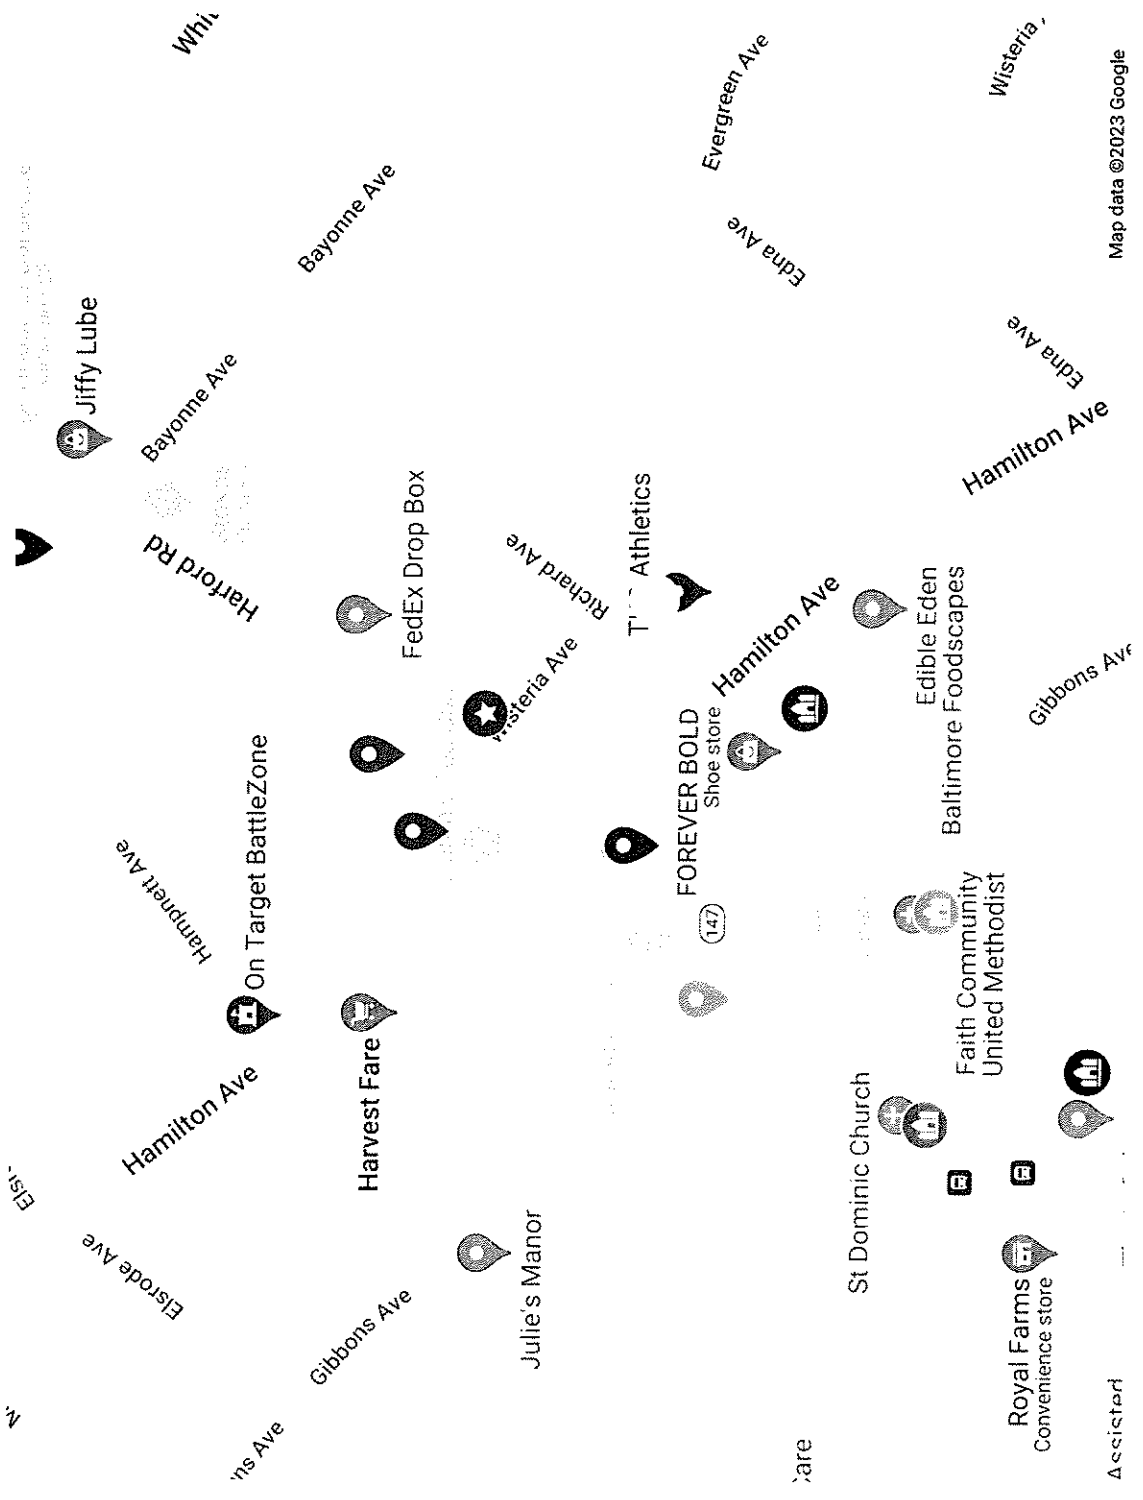 Elsrode Ave
Hampnett Ave
Hamilton Ave
Jiffy Lube
Harford Rd
Bayonne Ave
On Target BattleZone
Gibbons Ave
Harvest Fare
Bayonne Ave
FedEx Drop Box
Julie's Manor
Richard Ave
Athletics
FOREVER BOLD
Shoe store
147
Hamilton Ave
Evergreen Ave
Edna Ave
St Dominic Church
Edible Eden
Baltimore Foodscapes
Faith Community
United Methodist
Hamilton Ave
Royal Farms
Convenience store
Gibbons Ave
Edna Ave
Wisteria
Map data ©2023 Google